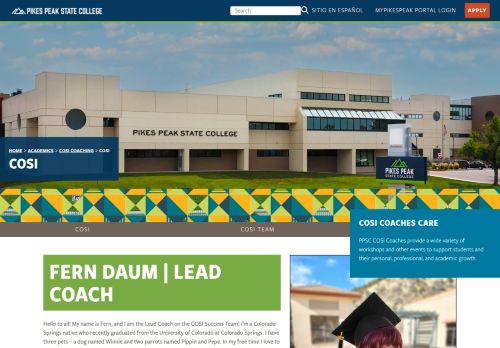 PIKES PEAK STATE COLLEGE
Search
SITIO EN ESPAÑOL
MYPIKESPEAK PORTAL LOGIN
APPLY
PIKES PEAK STATE COLLEGE
PIKES PEAK
STATE COLLEGE
HOME > ACADEMICS > COSI COACHING > COSI
COSI
COSI
COSI TEAM
COSI COACHES CARE
PPSC COSI Coaches provide a wide variety of
workshops and other events to support students and
their personal, professional, and academic growth.
FERN DAUM | LEAD
COACH
Hello to all! My name is Fern, and I am the Lead Coach on the COSI Success Team! I'm a Colorado
Springs native who recently graduated from the University of Colorado at Colorado Springs. I have
three pets – a dog named Winnie and two parrots named Pippin and Pepe. In my free time I love to